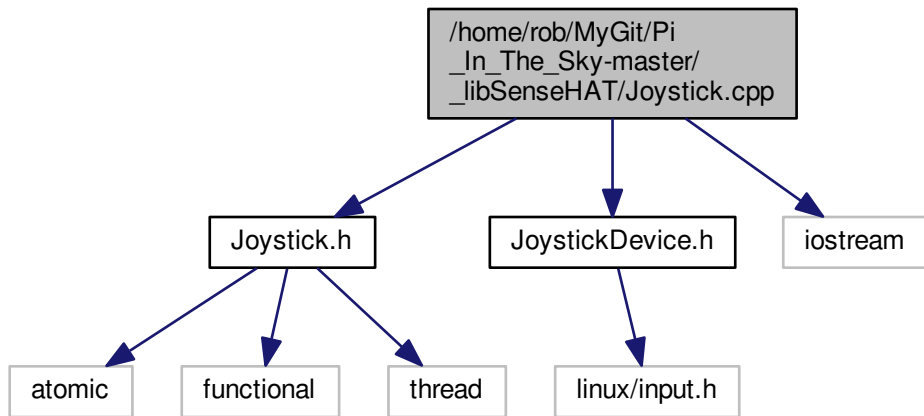 /home/rob/MyGit/Pi
_In_The_Sky-master/
_libSenseHAT/Joystick.cpp
Joystick.h
JoystickDevice.h
iostream
atomic
functional
thread
linux/input.h